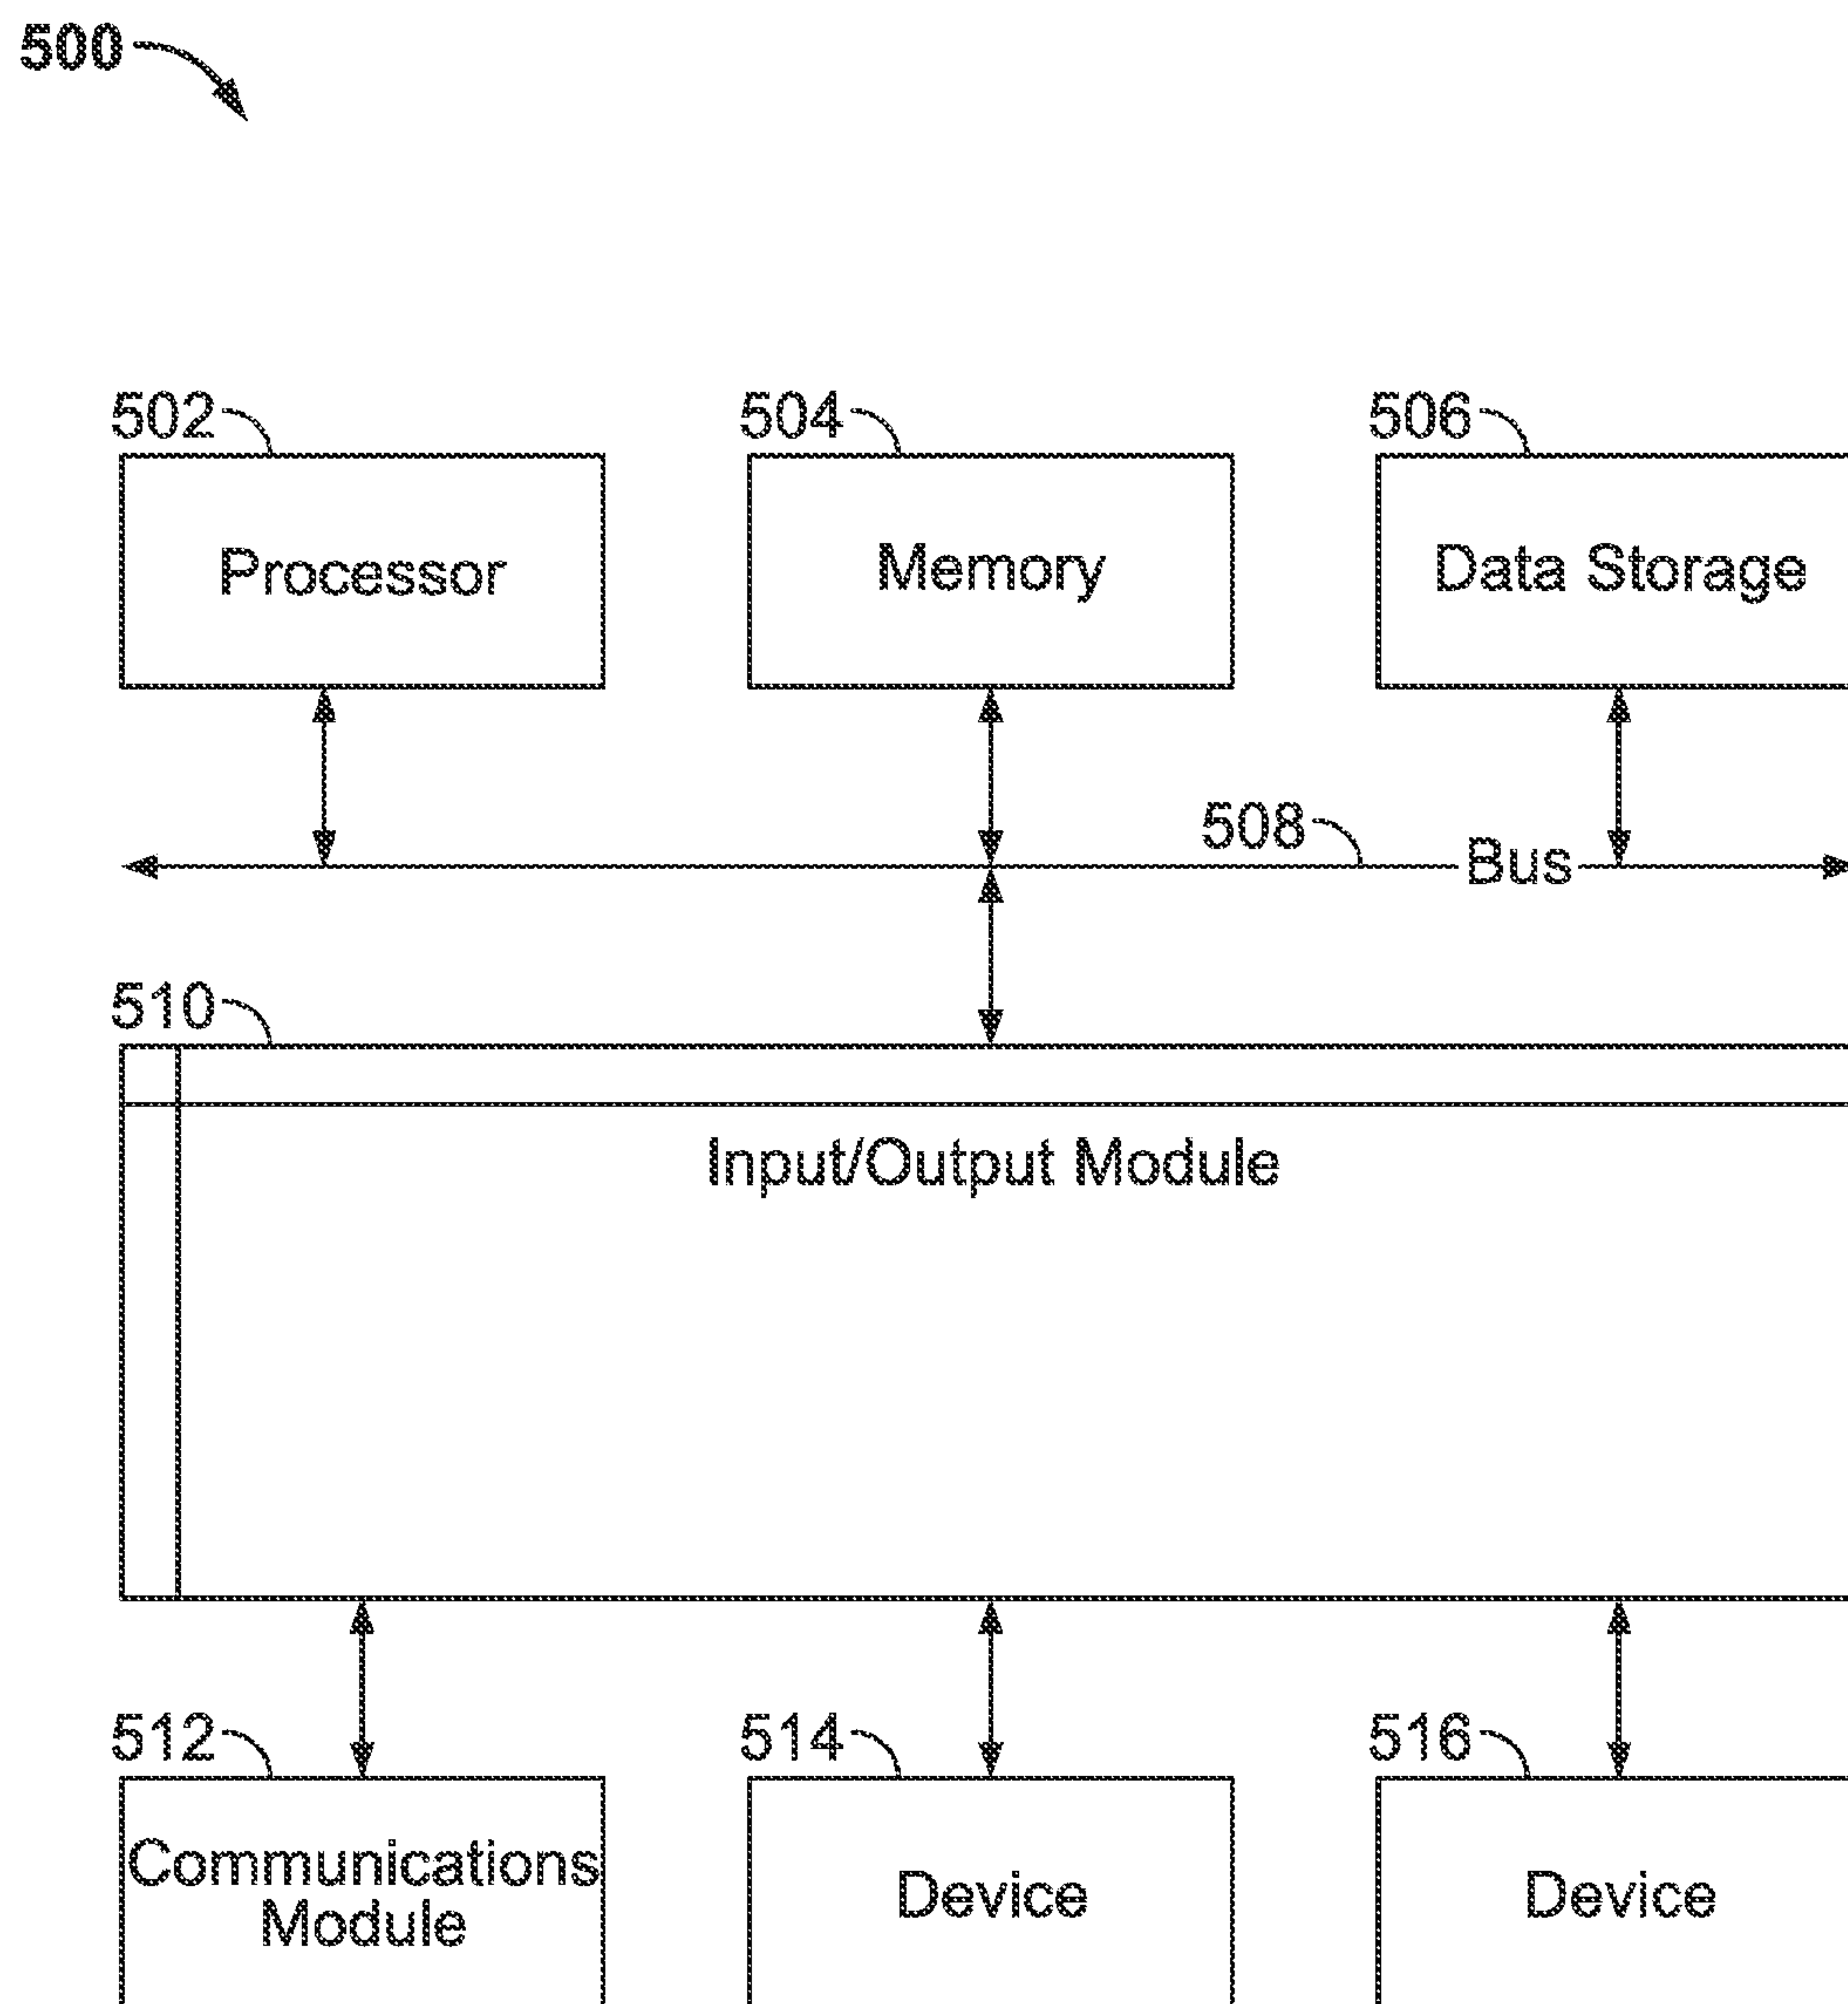 500
502
504
506
Processor
Memory
Data Storage
508
Bus
510
Input/Output Module
512
514
516
Communications
Module
Device
Device